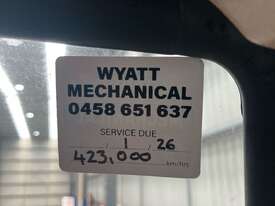 WYATT
MECHANICAL
0458 651 637
SERVICE DUE
/ 1 / 26
423,000 km/hrs